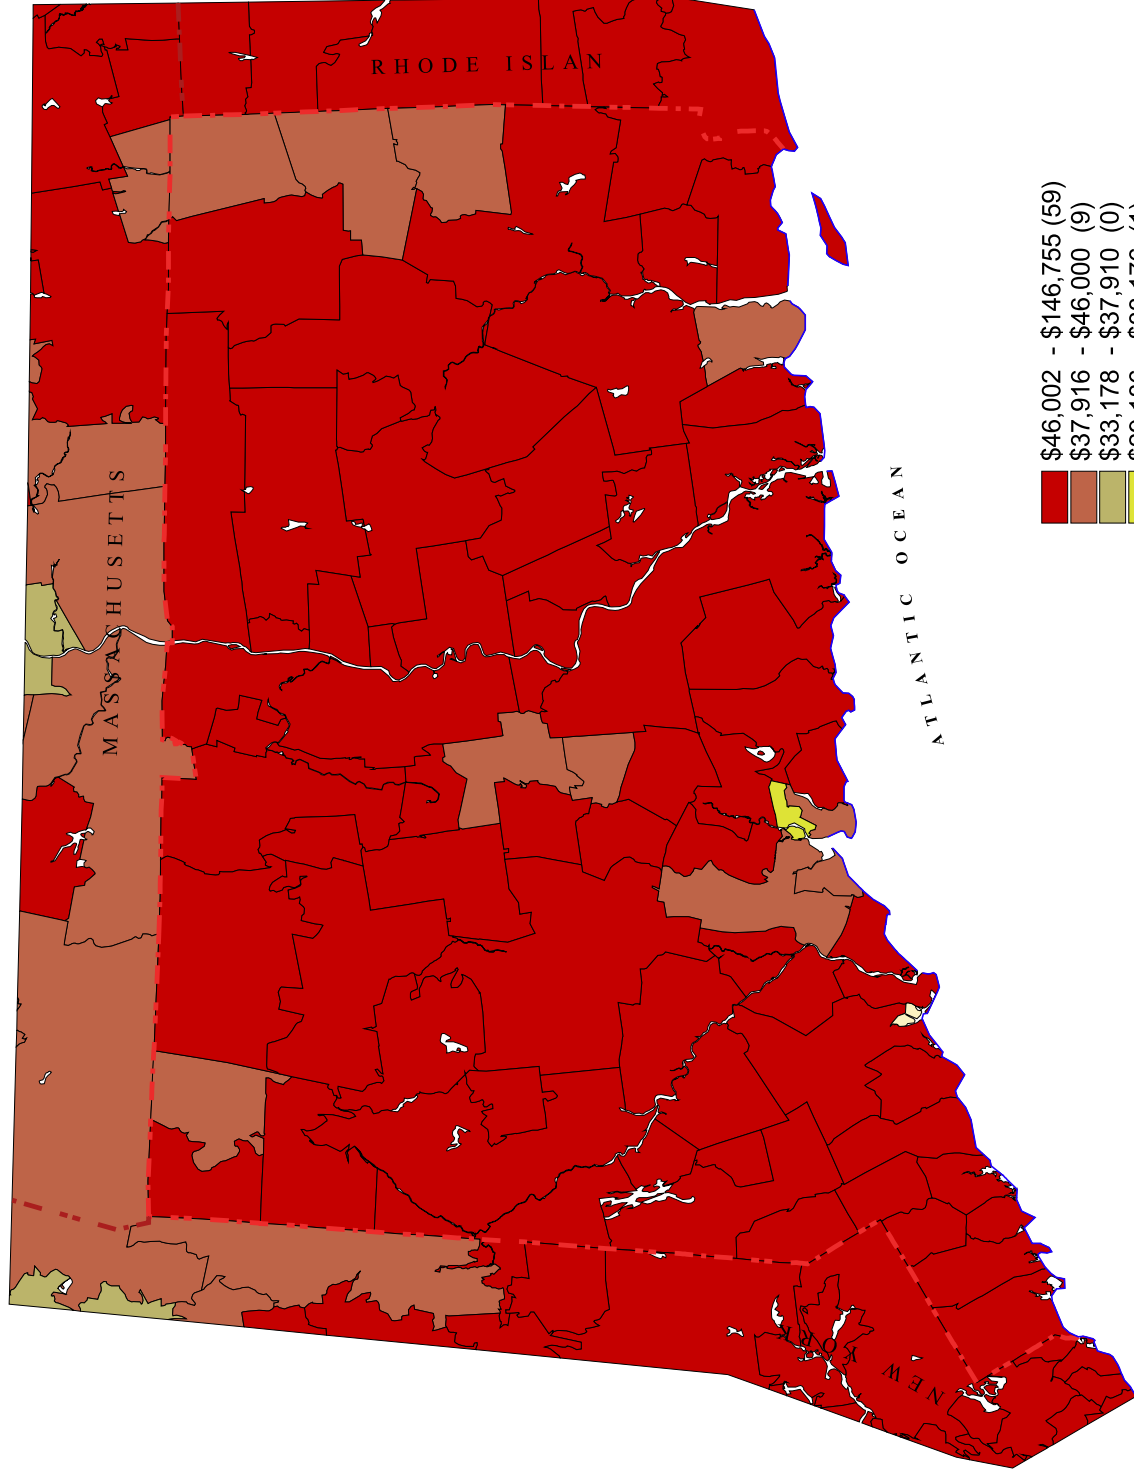 RHODE ISLAN
MASSACHUSETTS
ATLANTIC OCEAN
NEW YORK
$46,002 - $146,755 (59)
$37,916 - $46,000 (9)
$33,178 - $37,910 (0)